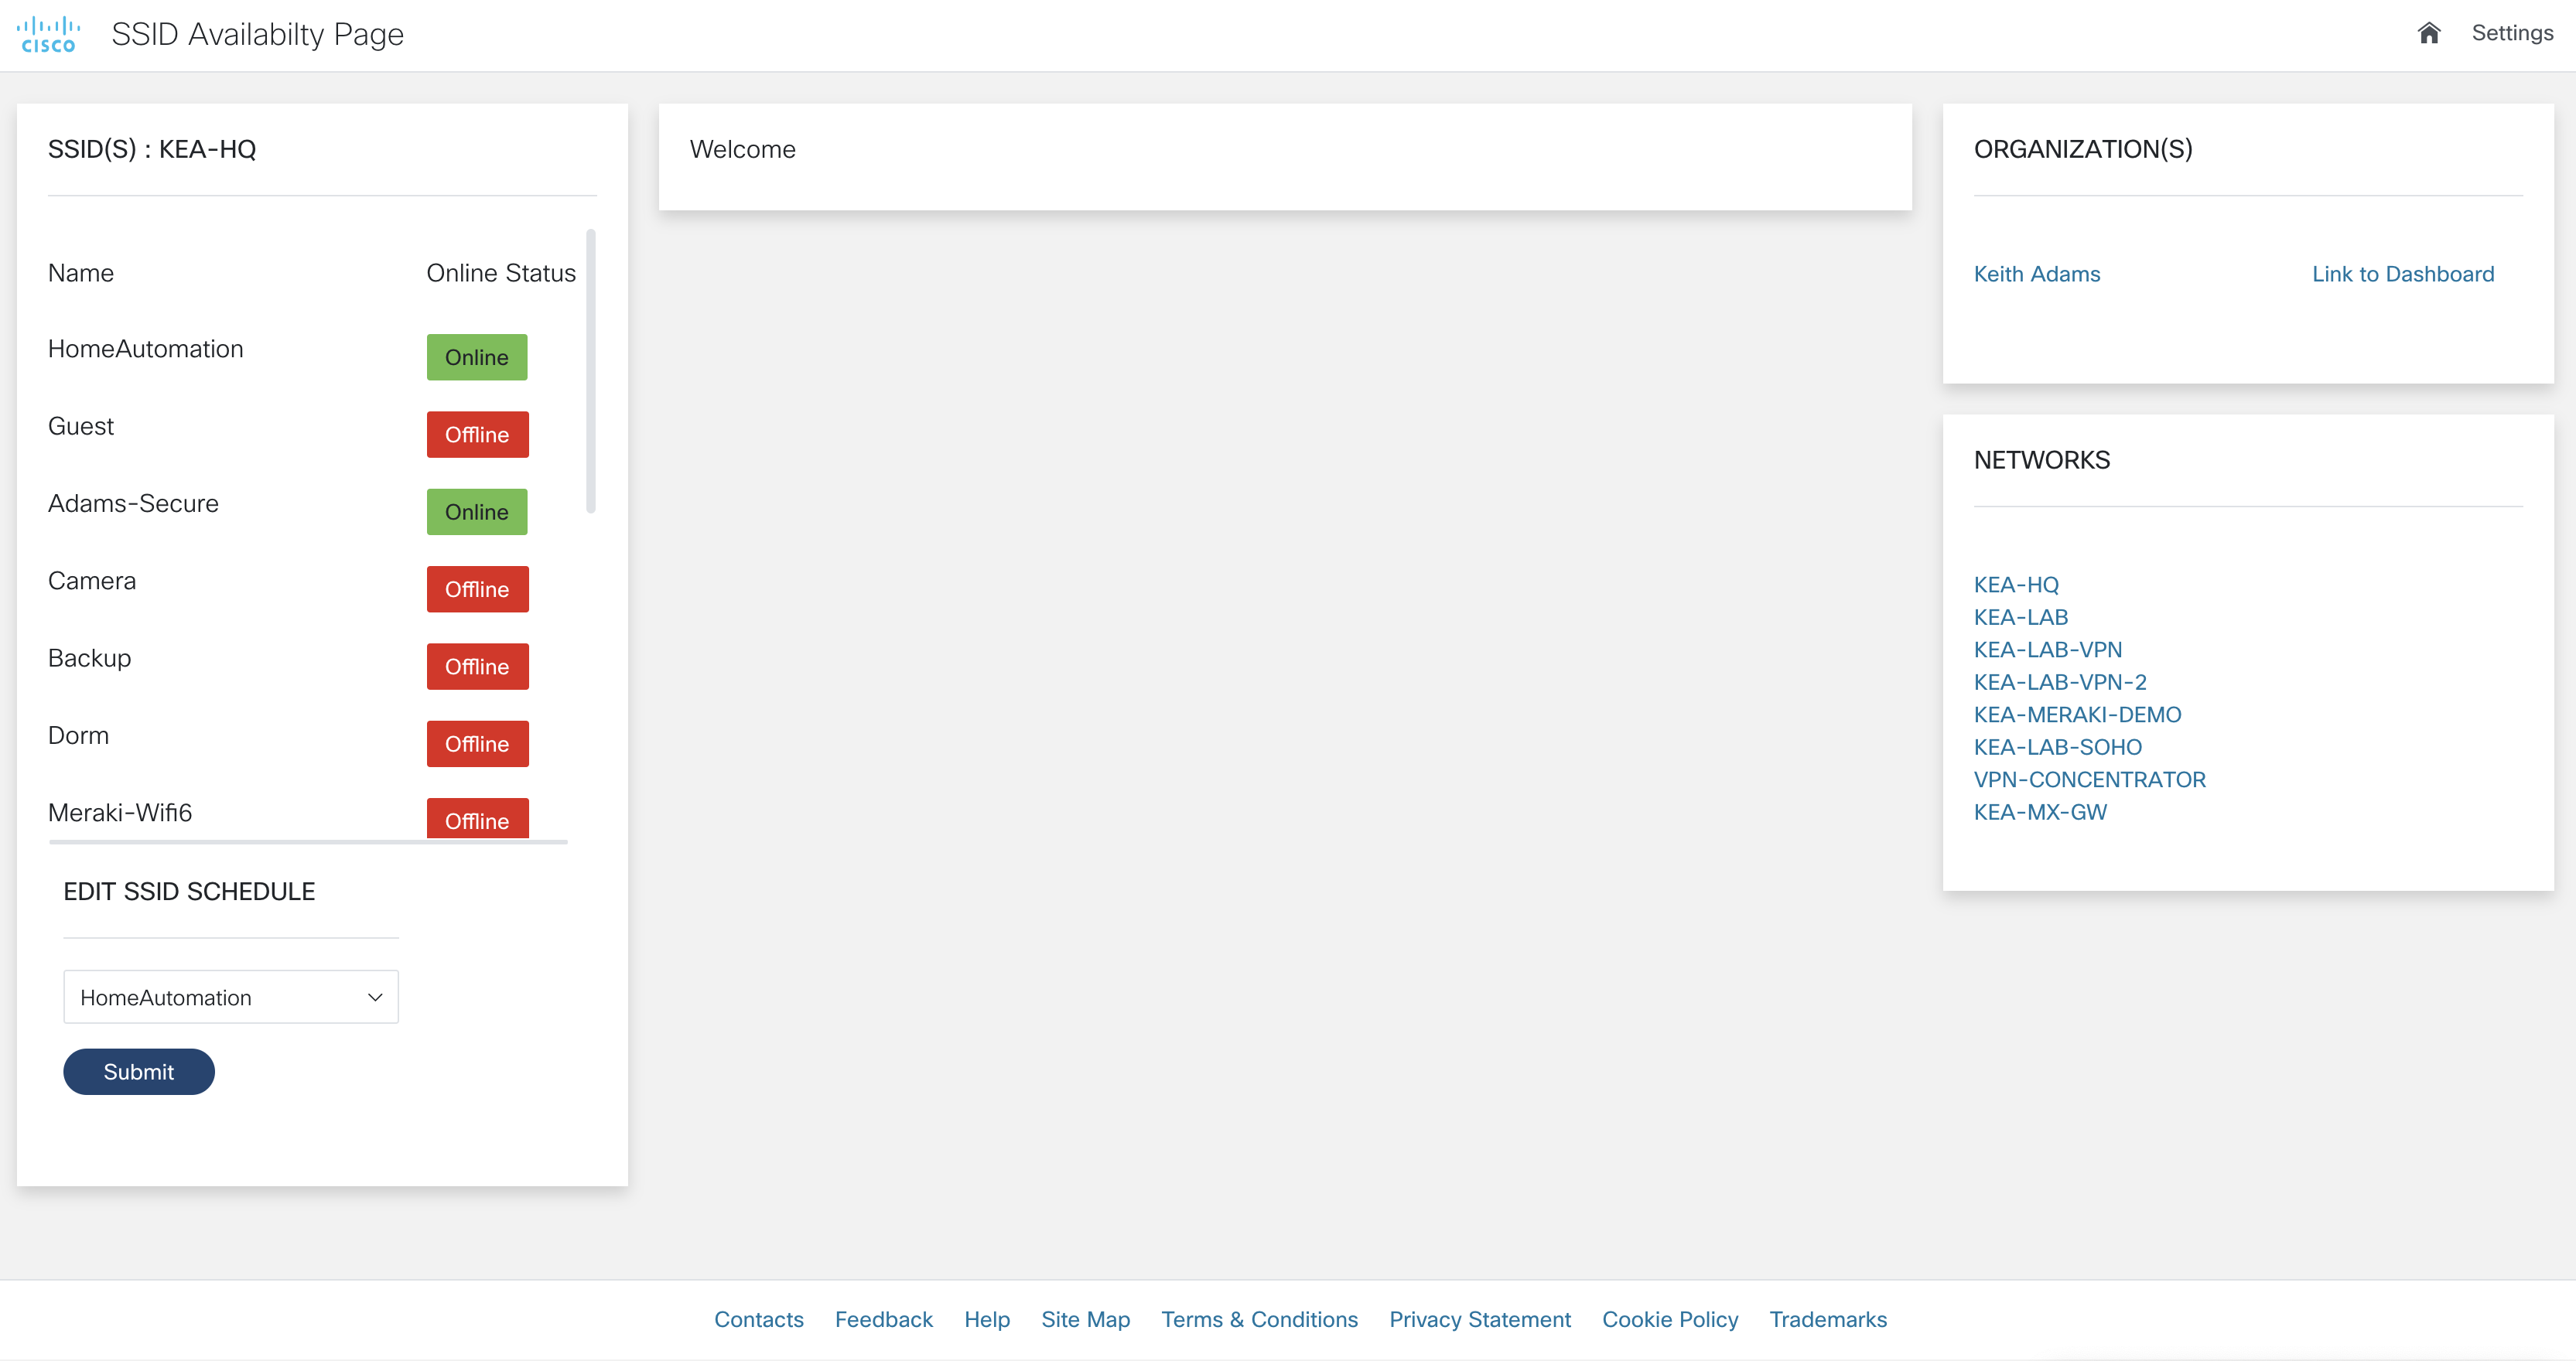 CISCO
SSID Availabilty Page
Settings
SSID(S) : KEA-HQ
Name Online Status
HomeAutomation Online
Guest Offline
Adams-Secure Online
Camera Offline
Backup Offline
Dorm Offline
Meraki-Wifi6 Offline
EDIT SSID SCHEDULE
HomeAutomation
Submit
Welcome
ORGANIZATION(S)
Keith Adams Link to Dashboard
NETWORKS
KEA-HQ
KEA-LAB
KEA-LAB-VPN
KEA-LAB-VPN-2
KEA-MERAKI-DEMO
KEA-LAB-SOHO
VPN-CONCENTRATOR
KEA-MX-GW
Contacts Feedback Help Site Map Terms & Conditions Privacy Statement Cookie Policy Trademarks